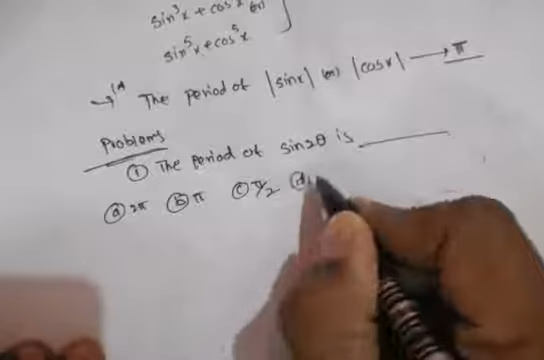 sin³x + cos³x (or)
sin⁵x + cos⁵x
→ The period of |sinx| (or) |cosx| → π
Problems
① The period of sin2θ is ______
ⓐ 2π ⓑ π ⓒ π/2 ⓓ